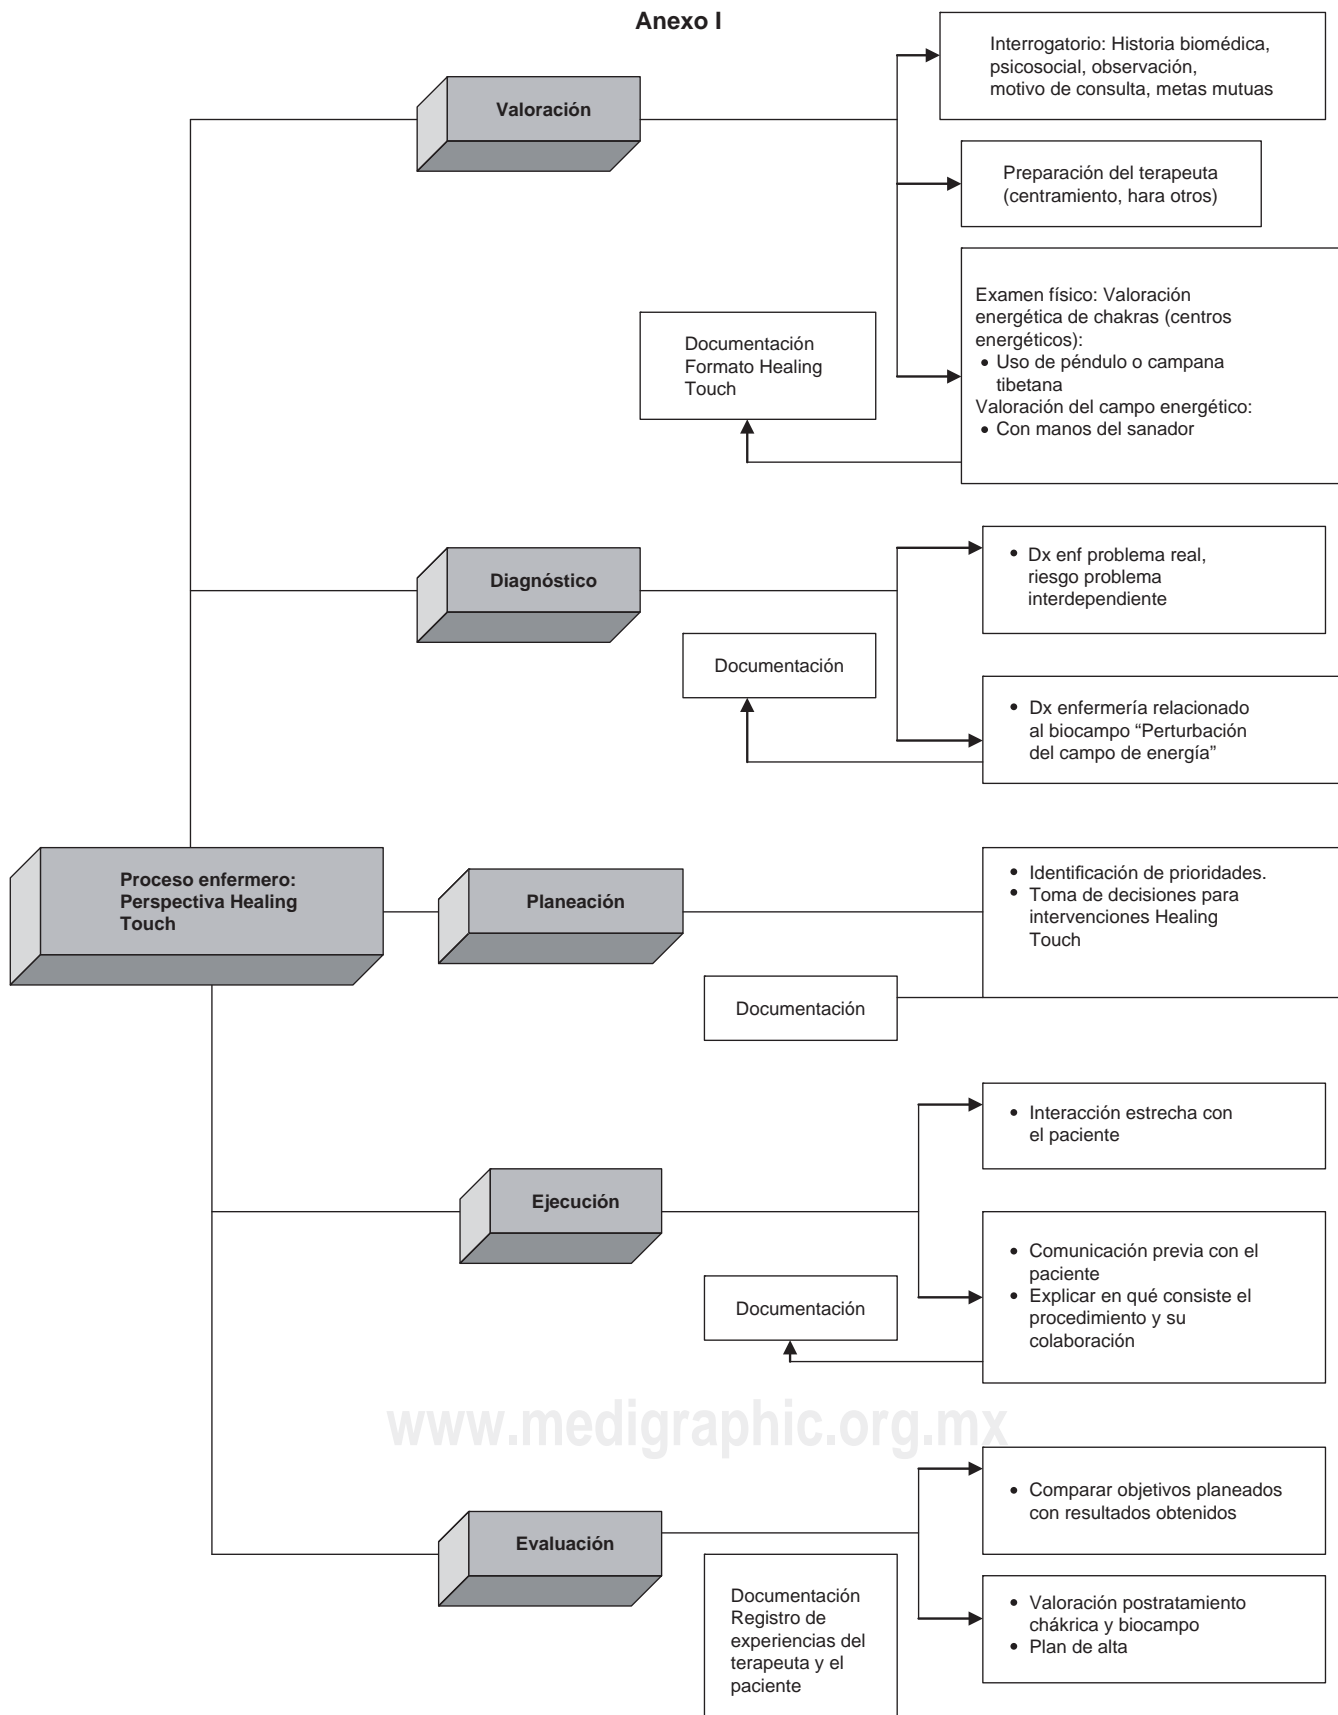 Anexo I
Interrogatorio: Historia biomédica,
psicosocial, observación,
motivo de consulta, metas mutuas
Valoración
Preparación del terapeuta
(centramiento, hara otros)
Examen físico: Valoración
energética de chakras (centros
energéticos):
• Uso de péndulo o campana
tibetana
Valoración del campo energético:
• Con manos del sanador
Documentación
Formato Healing
Touch
Diagnóstico
• Dx enf problema real,
riesgo problema
interdependiente
Documentación
• Dx enfermería relacionado
al biocampo “Perturbación
del campo de energía”
Proceso enfermero:
Perspectiva Healing
Touch
Planeación
• Identificación de prioridades.
• Toma de decisiones para
intervenciones Healing
Touch
Documentación
Ejecución
• Interacción estrecha con
el paciente
• Comunicación previa con el
paciente
• Explicar en qué consiste el
procedimiento y su
colaboración
Documentación
www.medigraphic.org.mx
Evaluación
• Comparar objetivos planeados
con resultados obtenidos
Documentación
Registro de
experiencias del
terapeuta y el
paciente
• Valoración postratamiento
chákrica y biocampo
• Plan de alta